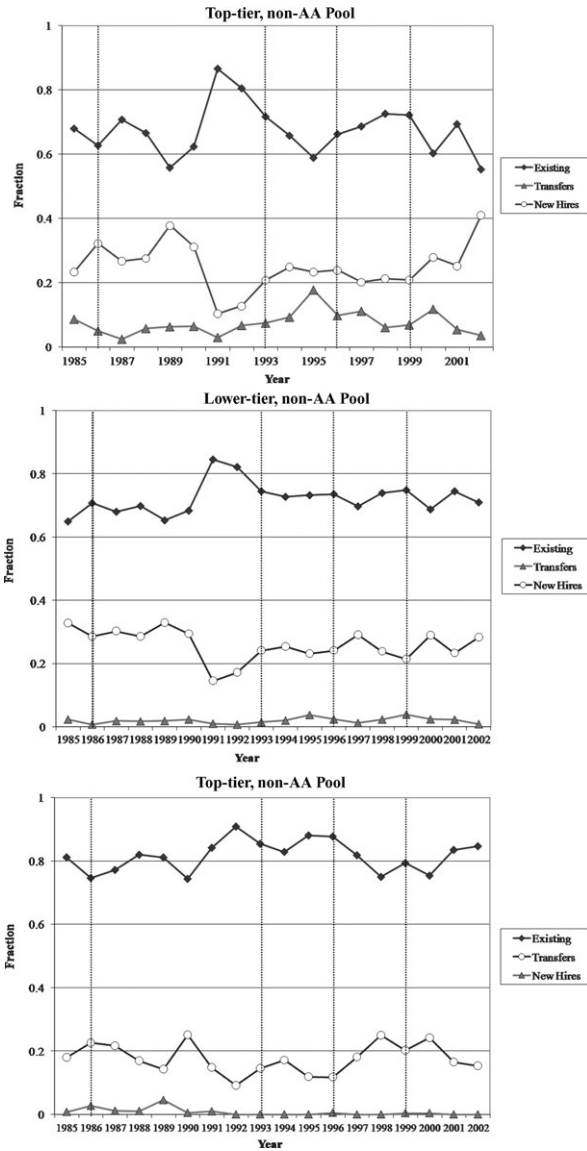 Top-tier, non-AA Pool
1
0.8
0.6
0.4
0.2
0
Fraction
1985 1987 1989 1991 1993 1995 1997 1999 2001
Year
Existing
Transfers
New Hires
Lower-tier, non-AA Pool
1
0.8
0.6
0.4
0.2
0
Fraction
1985 1986 1987 1988 1989 1990 1991 1992 1993 1994 1995 1996 1997 1998 1999 2000 2001 2002
Year
Existing
Transfers
New Hires
Top-tier, non-AA Pool
1
0.8
0.6
0.4
0.2
0
Fraction
1985 1986 1987 1988 1989 1990 1991 1992 1993 1994 1995 1996 1997 1998 1999 2000 2001 2002
Year
Existing
Transfers
New Hires